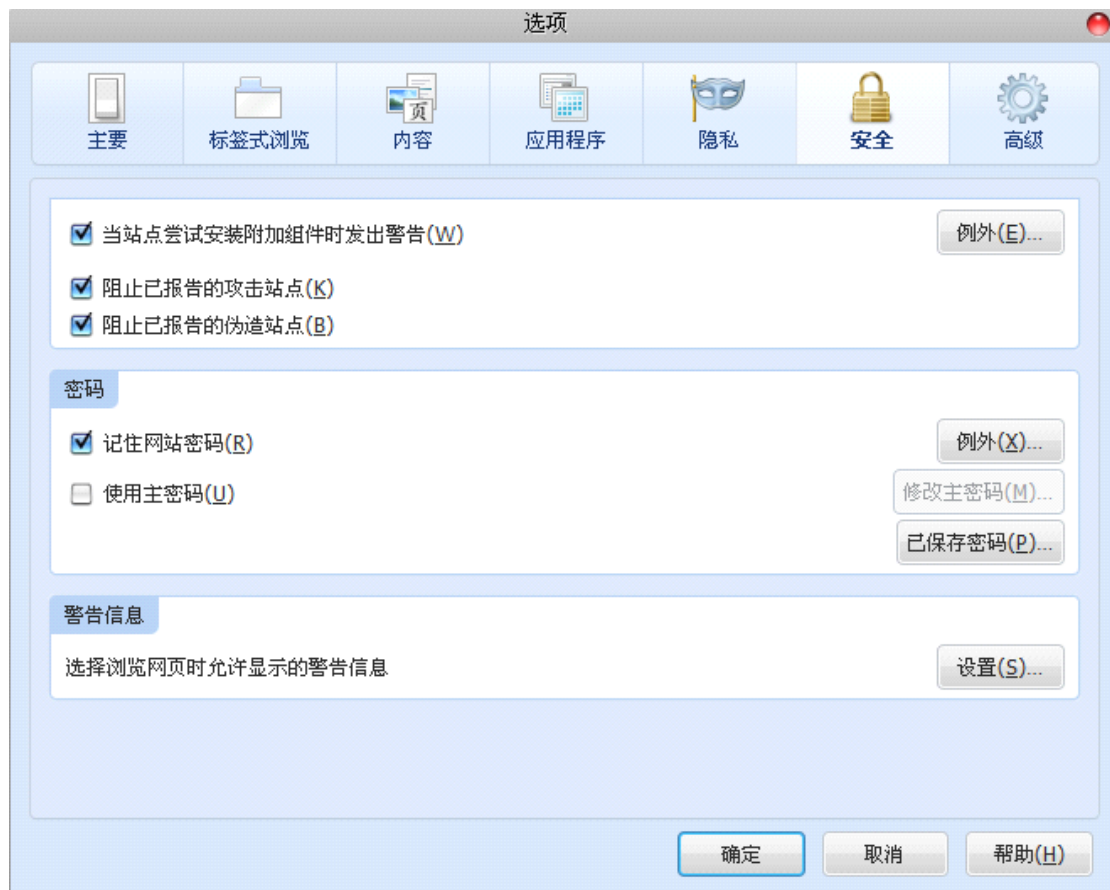 选项
主要 标签式浏览 内容 应用程序 隐私 安全 高级
页
当站点尝试安装附加组件时发出警告(W) 例外(E)...
阻止已报告的攻击站点(K)
阻止已报告的伪造站点(B)
密码
记住网站密码(R) 例外(X)...
使用主密码(U) 修改主密码(M)...
已保存密码(P)...
警告信息
选择浏览网页时允许显示的警告信息 设置(S)...
确定 取消 帮助(H)